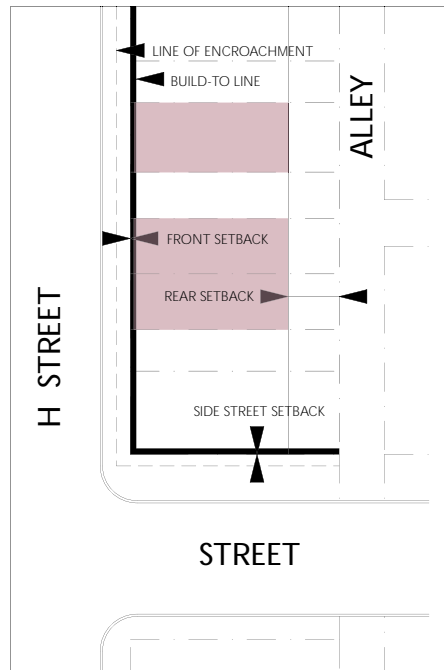 LINE OF ENCROACHMENT
BUILD-TO LINE
ALLEY
FRONT SETBACK
REAR SETBACK
H STREET
SIDE STREET SETBACK
STREET